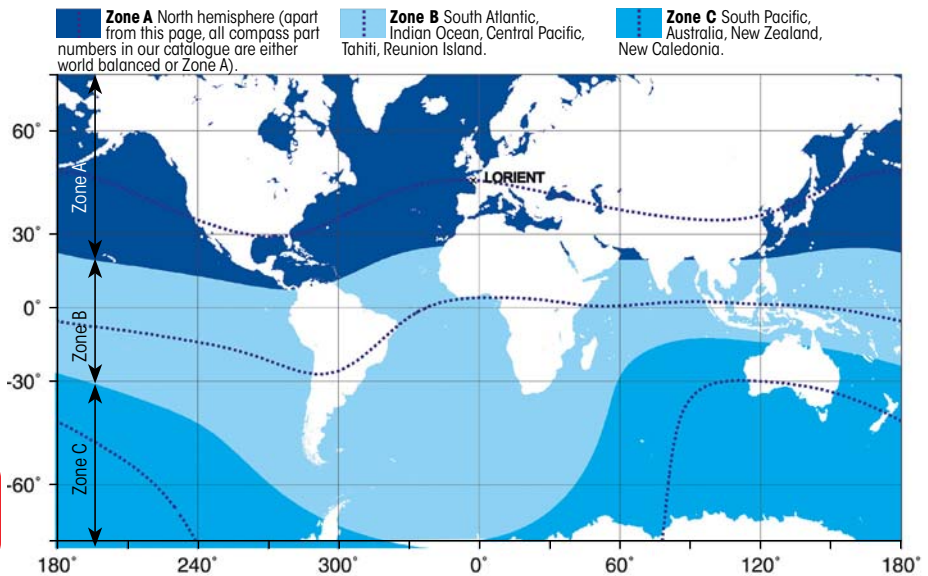 Zone A North hemisphere (apart
from this page, all compass part
numbers in our catalogue are either
world balanced or Zone A).
Zone B South Atlantic,
Indian Ocean, Central Pacific,
Tahiti, Reunion Island.
Zone C South Pacific,
Australia, New Zealand,
New Caledonia.
60°
30°
0°
-30°
-60°
Zone A
Zone B
Zone C
LORIENT
180° 240° 300° 0° 60° 120° 180°